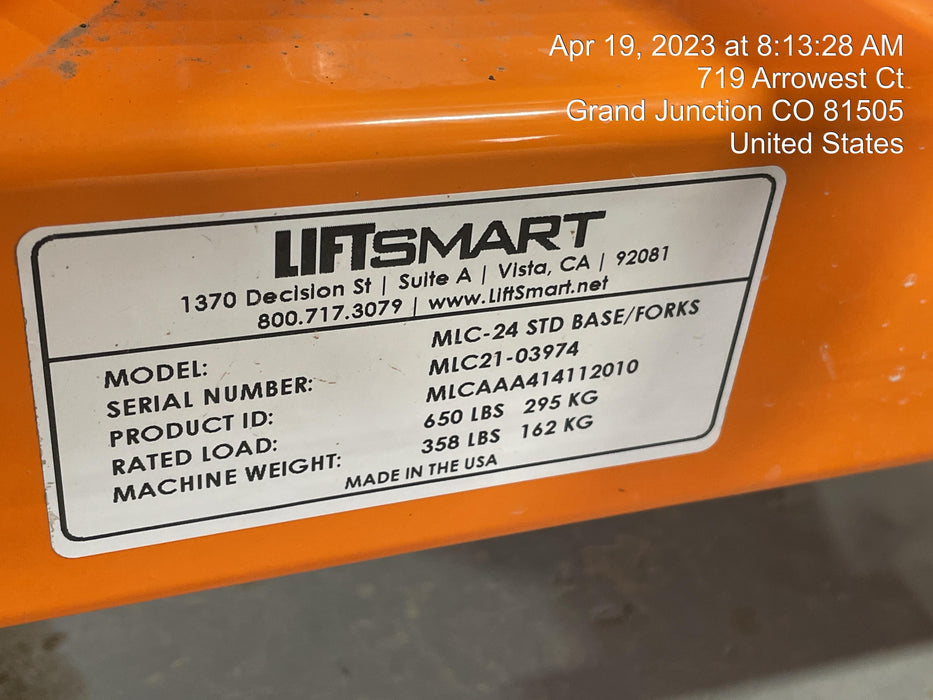 Apr 19, 2023 at 8:13:28 AM
719 Arrowest Ct
Grand Junction CO 81505
United States
LIFTSMART
1370 Decision St | Suite A | Vista, CA | 92081
800.717.3079 | www.LiftSmart.net
MODEL: MLC-24 STD BASE/FORKS
SERIAL NUMBER: MLC21-03974
PRODUCT ID: MLCAAA414112010
RATED LOAD: 650 LBS 295 KG
MACHINE WEIGHT: 358 LBS 162 KG
MADE IN THE USA